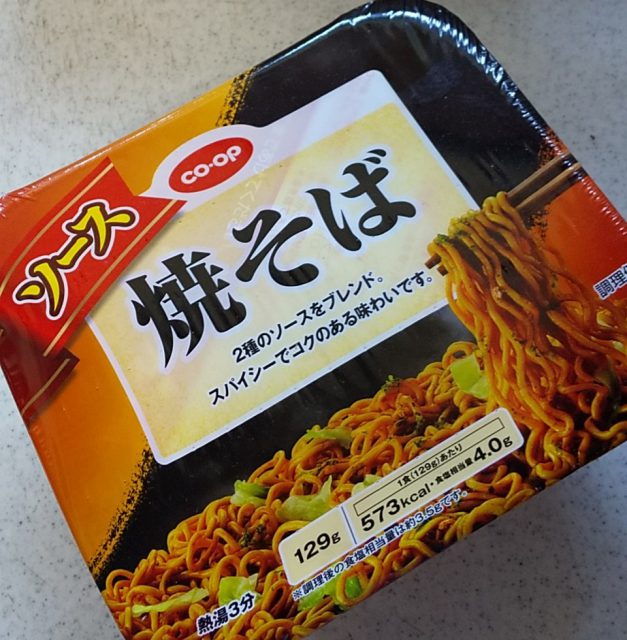 co-op
ソース
焼そば
2種のソースをブレンド。
スパイシーでコクのある味わいです。
調理
129g
1食(129g)あたり
573kcal・食塩相当量4.0g
※調理後の食塩相当量は約3.5gです。
熱湯3分